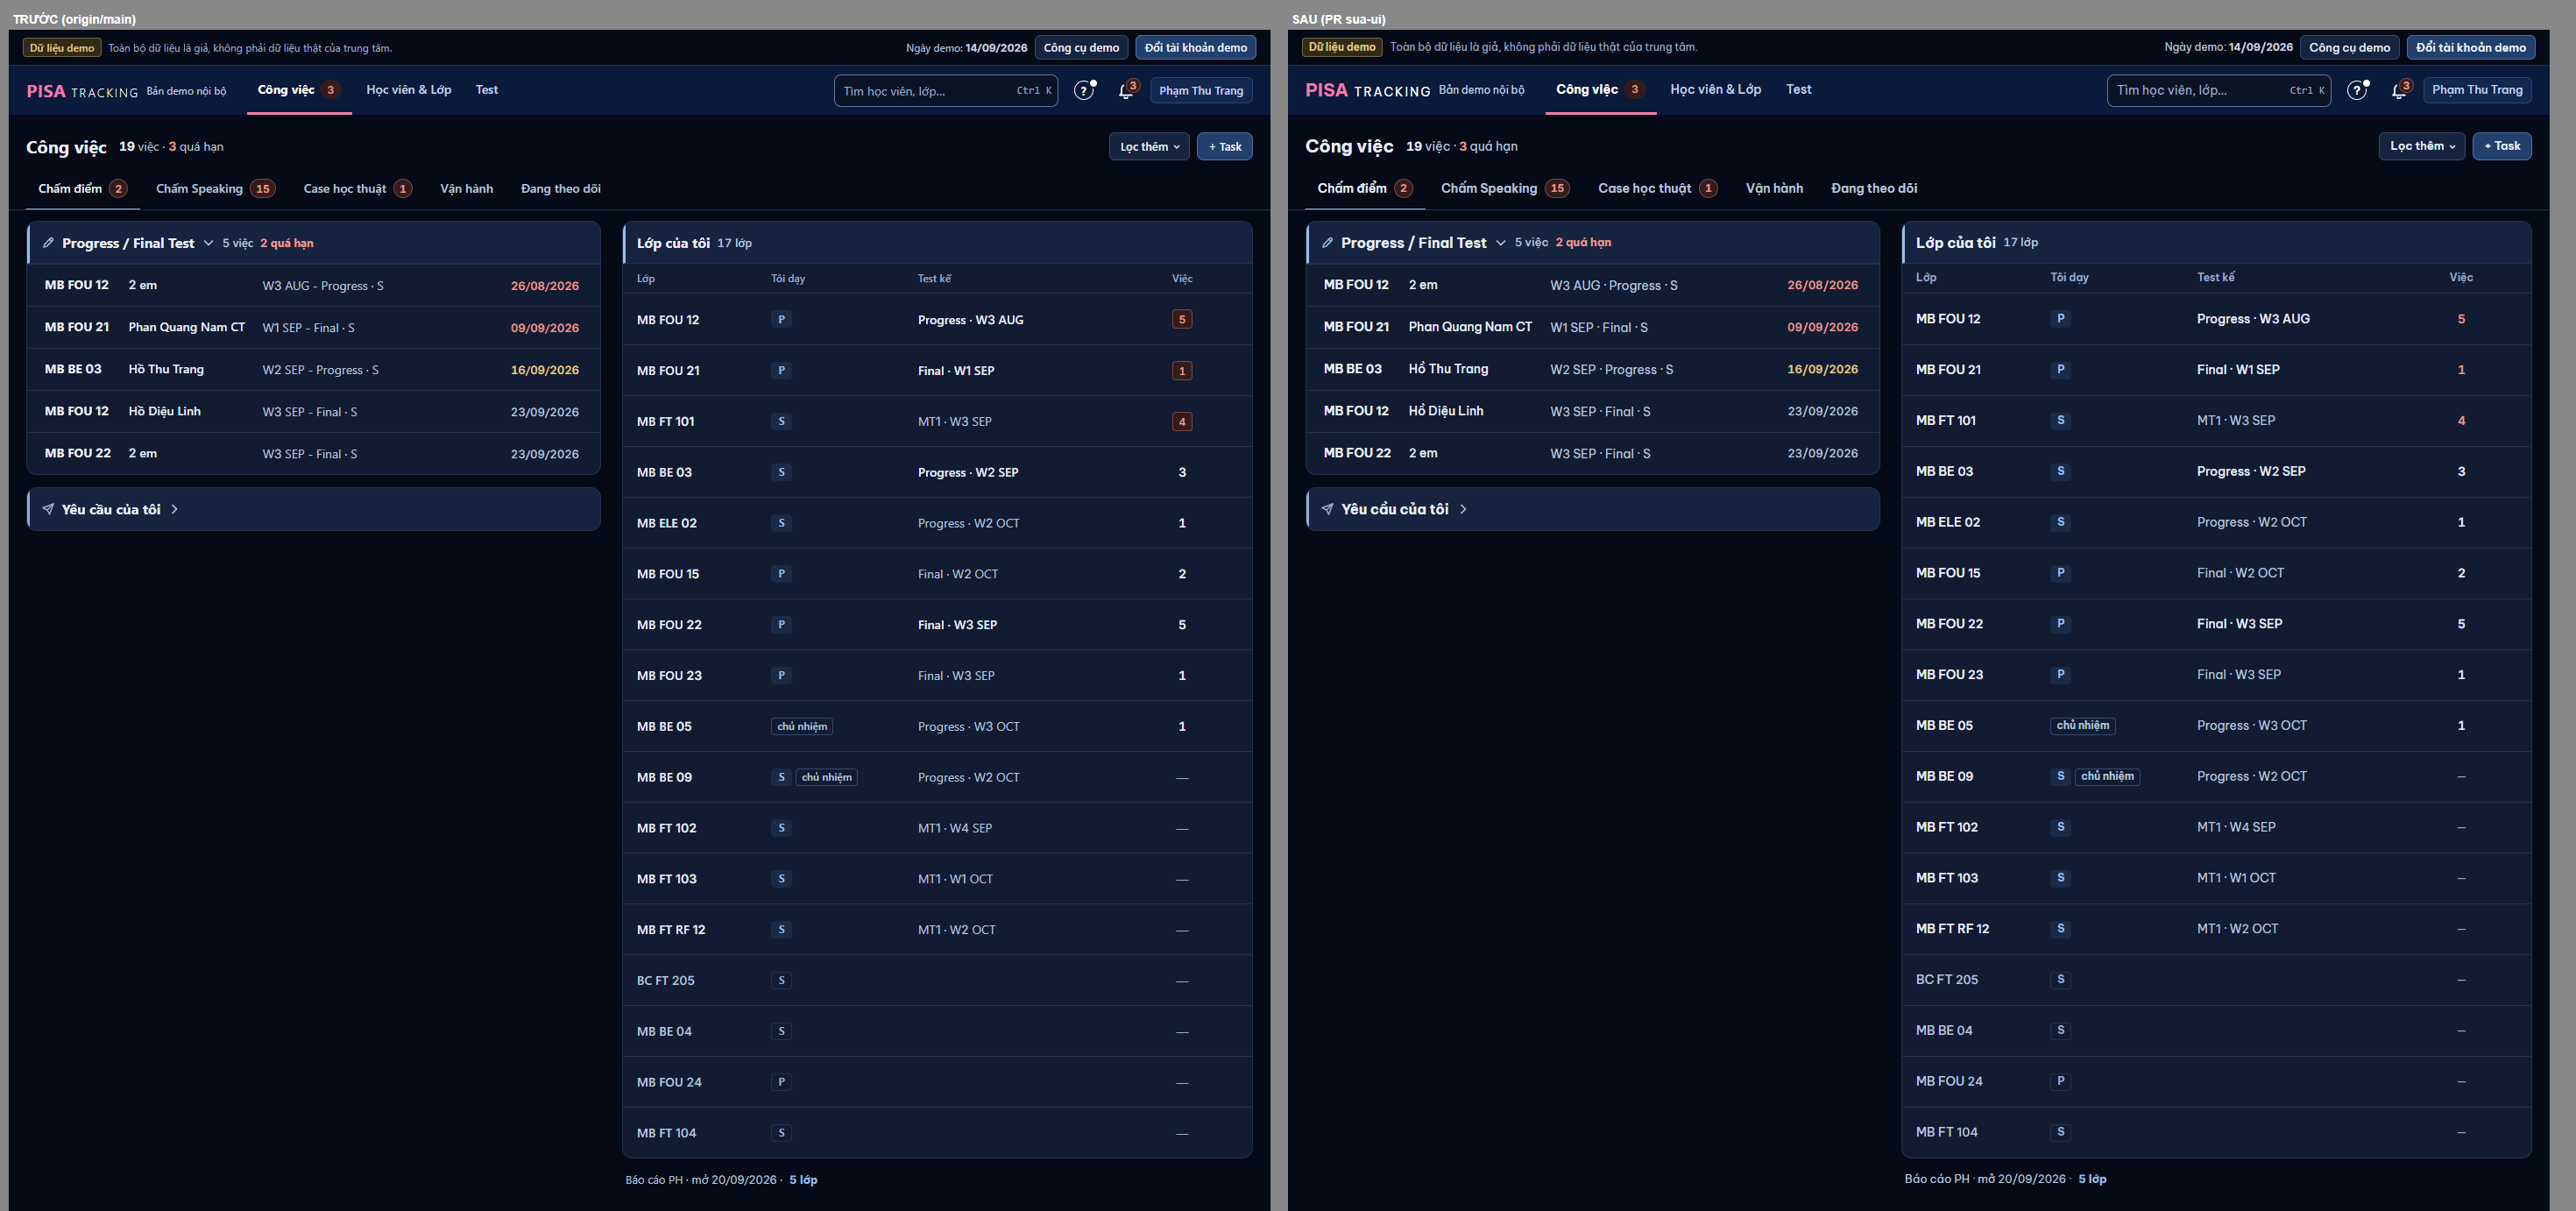 TRƯỚC (origin/main)
Dữ liệu demo Toàn bộ dữ liệu là giả, không phải dữ liệu thật của trung tâm. Ngày demo: 14/09/2026 Công cụ demo Đổi tài khoản demo
PISA TRACKING Bản demo nội bộ Công việc 3 Học viên & Lớp Test Tìm học viên, lớp... Ctrl K ? 3 Phạm Thu Trang
Công việc 19 việc · 3 quá hạn Lọc thêm + Task
Chấm điểm 2 Chấm Speaking 15 Case học thuật 1 Vận hành Đang theo dõi
Progress / Final Test 5 việc 2 quá hạn
MB FOU 12 2 em W3 AUG - Progress · S 26/08/2026
MB FOU 21 Phan Quang Nam CT W1 SEP - Final · S 09/09/2026
MB BE 03 Hồ Thu Trang W2 SEP - Progress · S 16/09/2026
MB FOU 12 Hồ Diệu Linh W3 SEP - Final · S 23/09/2026
MB FOU 22 2 em W3 SEP - Final · S 23/09/2026
Yêu cầu của tôi
Lớp của tôi 17 lớp
Lớp Tôi dạy Test kế Việc
MB FOU 12 P Progress · W3 AUG 5
MB FOU 21 P Final · W1 SEP 1
MB FT 101 S MT1 · W3 SEP 4
MB BE 03 S Progress · W2 SEP 3
MB ELE 02 S Progress · W2 OCT 1
MB FOU 15 P Final · W2 OCT 2
MB FOU 22 P Final · W3 SEP 5
MB FOU 23 P Final · W3 SEP 1
MB BE 05 chủ nhiệm Progress · W3 OCT 1
MB BE 09 S chủ nhiệm Progress · W2 OCT —
MB FT 102 S MT1 · W4 SEP —
MB FT 103 S MT1 · W1 OCT —
MB FT RF 12 S MT1 · W2 OCT —
BC FT 205 S —
MB BE 04 S —
MB FOU 24 P —
MB FT 104 S —
Báo cáo PH · mở 20/09/2026 · 5 lớp
SAU (PR sua-ui)
Dữ liệu demo Toàn bộ dữ liệu là giả, không phải dữ liệu thật của trung tâm. Ngày demo: 14/09/2026 Công cụ demo Đổi tài khoản demo
PISA TRACKING Bản demo nội bộ Công việc 3 Học viên & Lớp Test Tìm học viên, lớp... Ctrl K ? 3 Phạm Thu Trang
Công việc 19 việc · 3 quá hạn Lọc thêm + Task
Chấm điểm 2 Chấm Speaking 15 Case học thuật 1 Vận hành Đang theo dõi
Progress / Final Test 5 việc 2 quá hạn
MB FOU 12 2 em W3 AUG · Progress · S 26/08/2026
MB FOU 21 Phan Quang Nam CT W1 SEP · Final · S 09/09/2026
MB BE 03 Hồ Thu Trang W2 SEP · Progress · S 16/09/2026
MB FOU 12 Hồ Diệu Linh W3 SEP · Final · S 23/09/2026
MB FOU 22 2 em W3 SEP · Final · S 23/09/2026
Yêu cầu của tôi
Lớp của tôi 17 lớp
Lớp Tôi dạy Test kế Việc
MB FOU 12 P Progress · W3 AUG 5
MB FOU 21 P Final · W1 SEP 1
MB FT 101 S MT1 · W3 SEP 4
MB BE 03 S Progress · W2 SEP 3
MB ELE 02 S Progress · W2 OCT 1
MB FOU 15 P Final · W2 OCT 2
MB FOU 22 P Final · W3 SEP 5
MB FOU 23 P Final · W3 SEP 1
MB BE 05 chủ nhiệm Progress · W3 OCT 1
MB BE 09 S chủ nhiệm Progress · W2 OCT –
MB FT 102 S MT1 · W4 SEP –
MB FT 103 S MT1 · W1 OCT –
MB FT RF 12 S MT1 · W2 OCT –
BC FT 205 S –
MB BE 04 S –
MB FOU 24 P –
MB FT 104 S –
Báo cáo PH · mở 20/09/2026 · 5 lớp